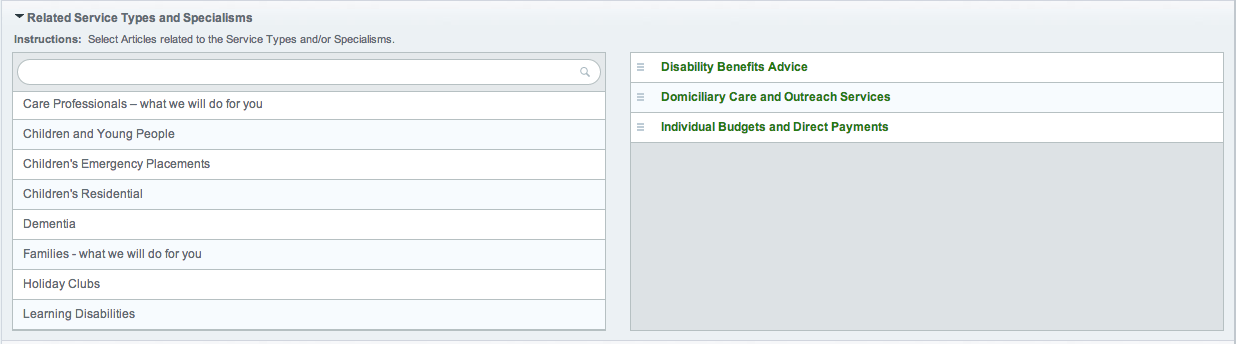 Related Service Types and Specialisms
Instructions: Select Articles related to the Service Types and/or Specialisms.
Care Professionals – what we will do for you
Children and Young People
Children's Emergency Placements
Children's Residential
Dementia
Families - what we will do for you
Holiday Clubs
Learning Disabilities
Disability Benefits Advice
Domiciliary Care and Outreach Services
Individual Budgets and Direct Payments